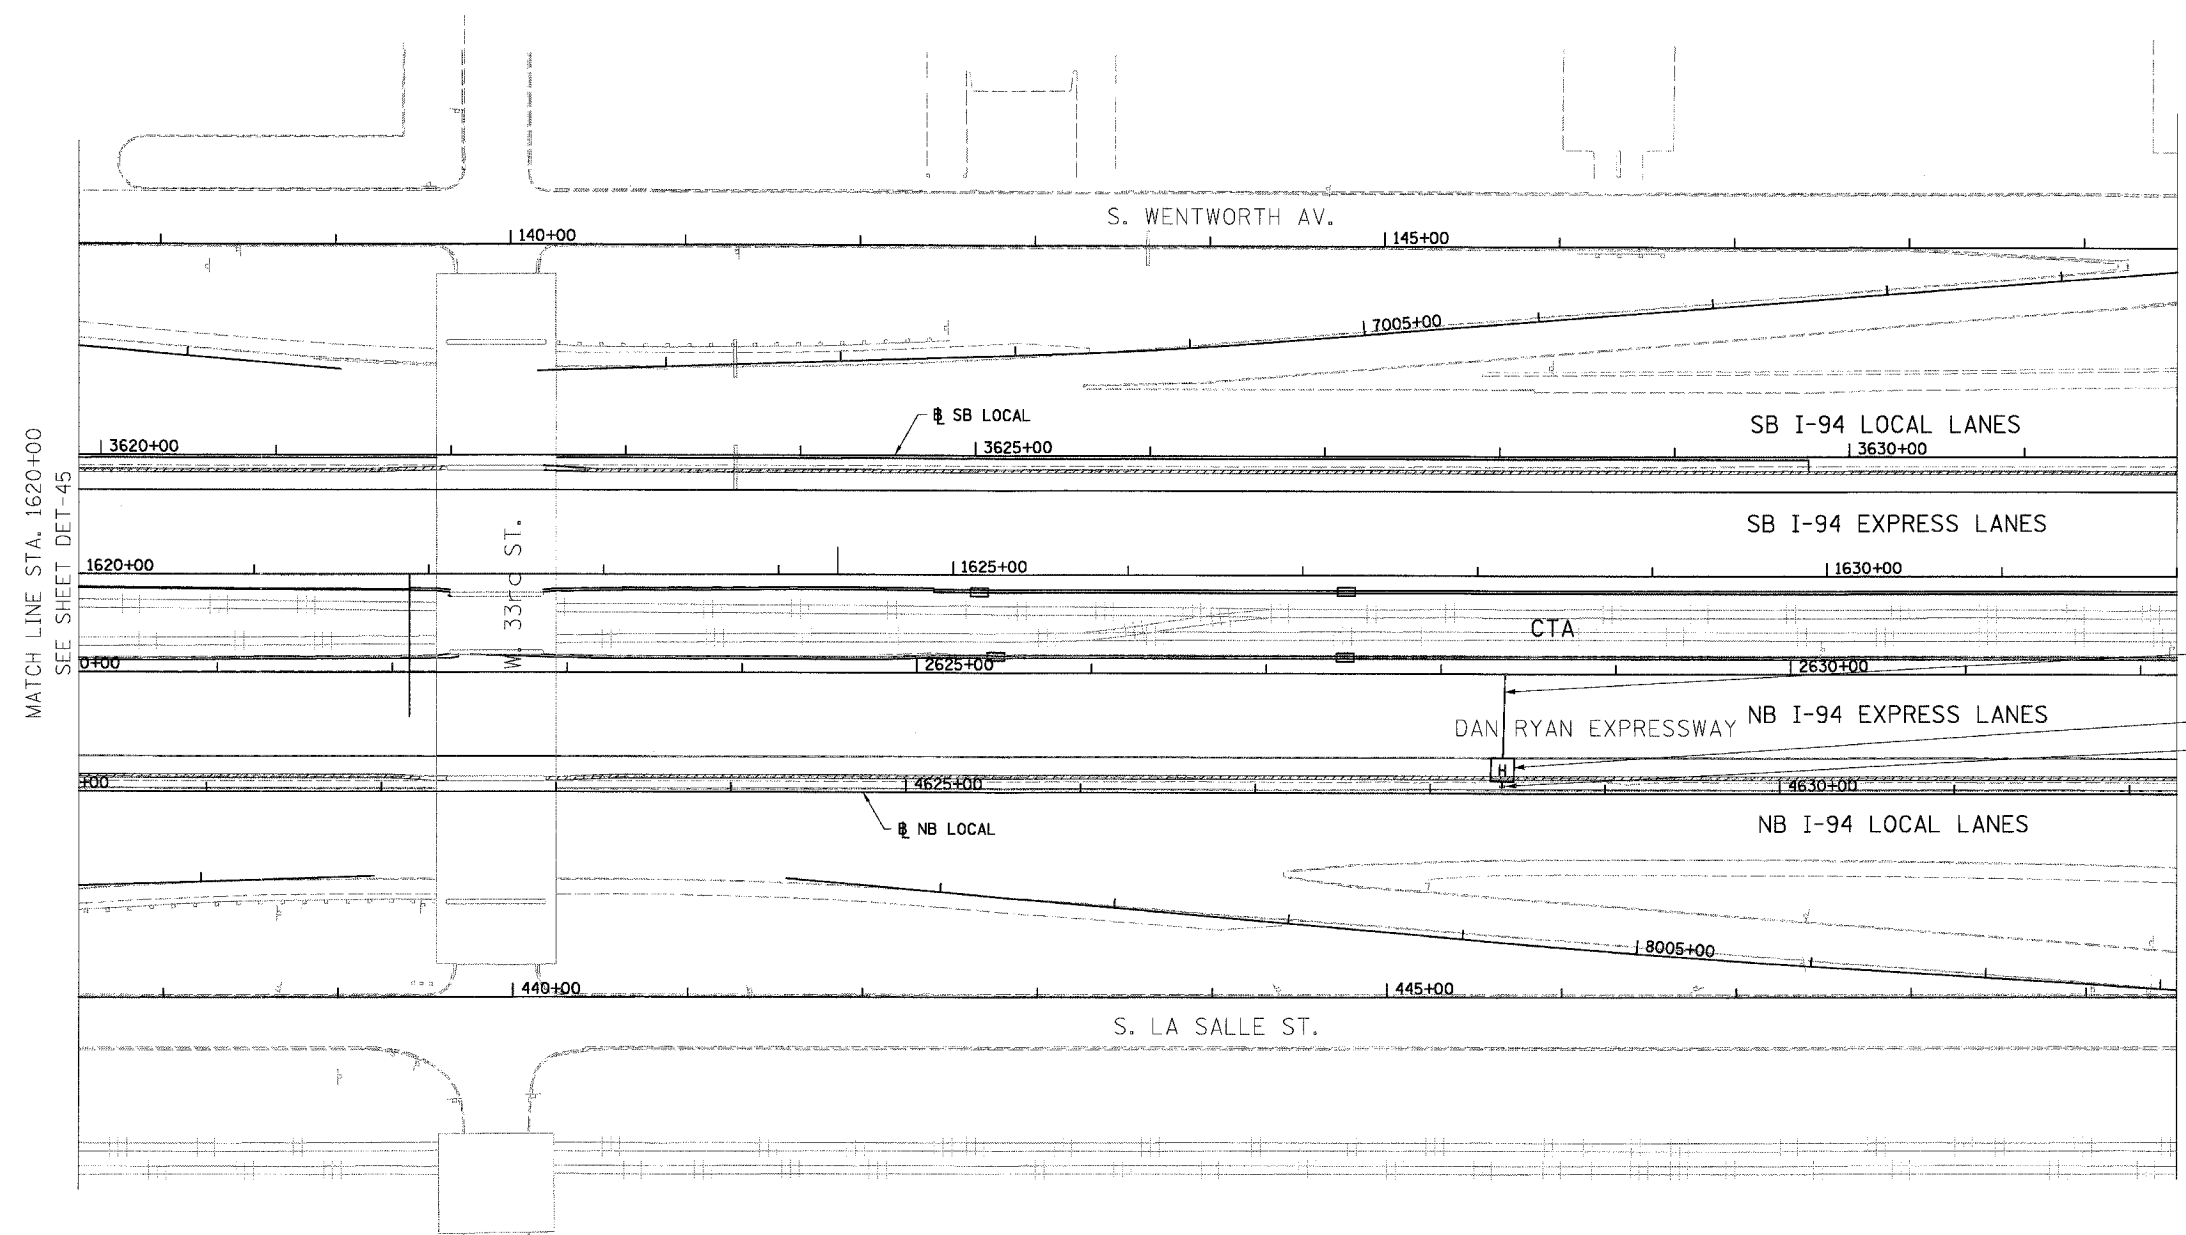 S. WENTWORTH AV.
140+00
145+00
7005+00
℄ SB LOCAL
SB I-94 LOCAL LANES
3620+00
3625+00
3630+00
MATCH LINE STA. 1620+00
SEE SHEET DET-45
SB I-94 EXPRESS LANES
W. 33rd ST.
1620+00
1625+00
1630+00
CTA
0+00
2625+00
2630+00
DAN RYAN EXPRESSWAY
NB I-94 EXPRESS LANES
H
+00
4625+00
4630+00
℄ NB LOCAL
NB I-94 LOCAL LANES
8005+00
440+00
445+00
S. LA SALLE ST.